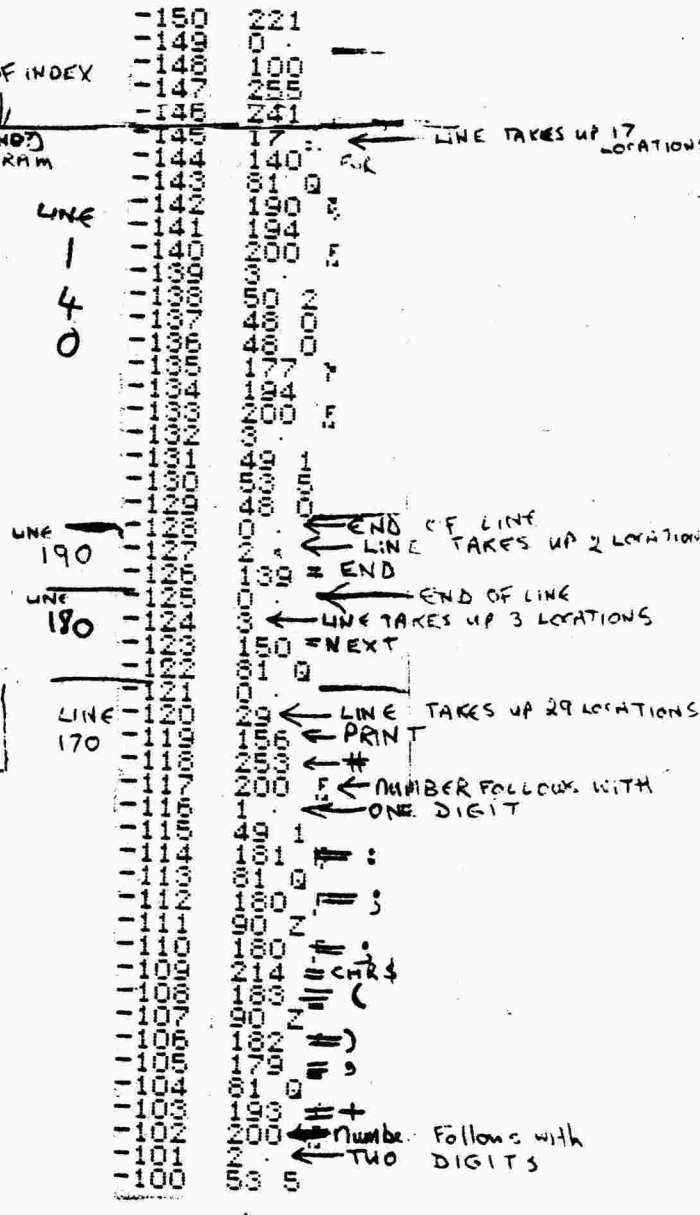 -150 221
-149 0 .
-148 100
OF INDEX
-147 255
-146 241
-145 17 ← LINE TAKES UP 17 LOCATIONS
RAM
-144 140 FOR
-143 81 Q
-142 190
LINE
-141 194
1
-140 200
-139 3 .
4
-138 50 2
-137 48 0
0
-136 48 0
-135 177
-134 194
-133 200
-132 3 .
-131 49 1
-130 53 5
-129 48 0
LINE 190
-128 0 . ← END OF LINE
-127 2 . ← LINE TAKES UP 2 LOCATIONS
-126 139 = END
LINE 180
-125 0 . ← END OF LINE
-124 3 ← LINE TAKES UP 3 LOCATIONS
-123 150 = NEXT
-122 81 Q
-121 0 .
LINE 170
-120 29 ← LINE TAKES UP 29 LOCATIONS
-119 156 ← PRINT
-118 253 ← #
-117 200 ← NUMBER FOLLOWS WITH
-116 1 . ← ONE DIGIT
-115 49 1
-114 181 = :
-113 81 Q
-112 180 = ;
-111 90 Z
-110 180 = ;
-109 214 = CHR$
-108 183 = (
-107 90 Z
-106 182 = )
-105 179 = ,
-104 81 Q
-103 193 = +
-102 200 ← Number Follows with
-101 2 . ← TWO DIGITS
-100 53 5